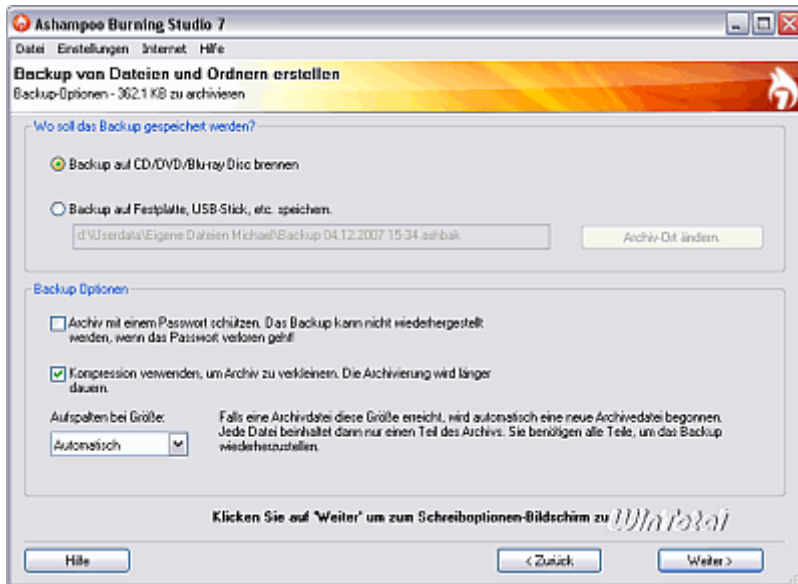 Ashampoo Burning Studio 7
Datei Einstellungen Internet Hilfe
Backup von Dateien und Ordnern erstellen
Backup-Optionen - 362,1 KB zu archivieren
7
Wo soll das Backup gespeichert werden?
Backup auf CD/DVD/Blu-ray Disc brennen
Backup auf Festplatte, USB-Stick, etc. speichern.
d:\Userdata\Eigene Dateien Michael\Backup 04.12.2007 15-34.ashbak
Archiv-Ort ändern.
Backup Optionen
Archiv mit einem Passwort schützen. Das Backup kann nicht wiederhergestellt
werden, wenn das Passwort verloren geht!
Kompression verwenden, um Archiv zu verkleinern. Die Archivierung wird länger
dauern.
Aufspalten bei Größe:
Automatisch
Falls eine Archivdatei diese Größe erreicht, wird automatisch eine neue Archivedatei begonnen.
Jede Datei beinhaltet dann nur einen Teil des Archivs. Sie benötigen alle Teile, um das Backup
wiederherzustellen.
Klicken Sie auf 'Weiter' um zum Schreiboptionen-Bildschirm zu
WinTotal
Hilfe
< Zurück
Weiter >